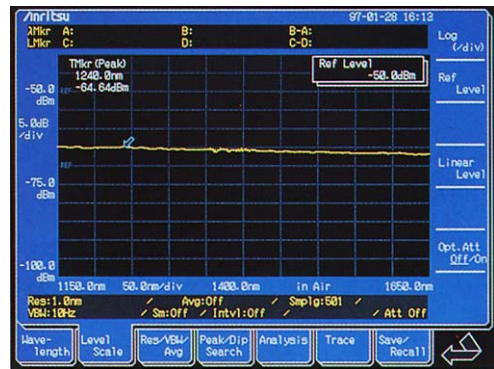 Anritsu 97-01-28 16:13
λMkr A: B: B-A:
LMkr C: D: C-D:
Log
(/div)
TMkr(Peak)
1240.0nm
-64.64dBm
Ref Level
-50.0dBm
Ref
Level
-50.0
dBm
REF
5.0dB
/div
REF
Linear
Level
-75.0
dBm
Opt.Att
Off/On
-100.0
dBm
1150.0nm 50.0nm/div 1400.0nm in Air 1650.0nm
Res:1.0nm / Avg:Off / Smplg:501 /
VBW:10Hz / Sm:Off / Intvl:Off / / Att Off
Wave-
length
Level
Scale
Res/VBW/
Avg
Peak/Dip
Search
Analysis
Trace
Save/
Recall